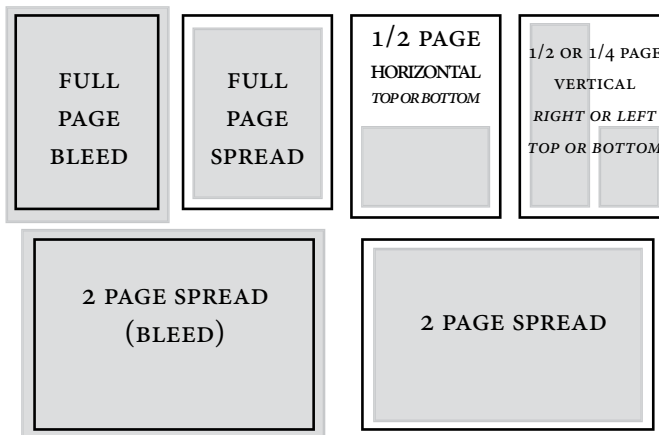 FULL
PAGE
BLEED
FULL
PAGE
SPREAD
1/2 PAGE
HORIZONTAL
TOP OR BOTTOM
1/2 OR 1/4 PAGE
VERTICAL
RIGHT OR LEFT
TOP OR BOTTOM
2 PAGE SPREAD
(BLEED)
2 PAGE SPREAD